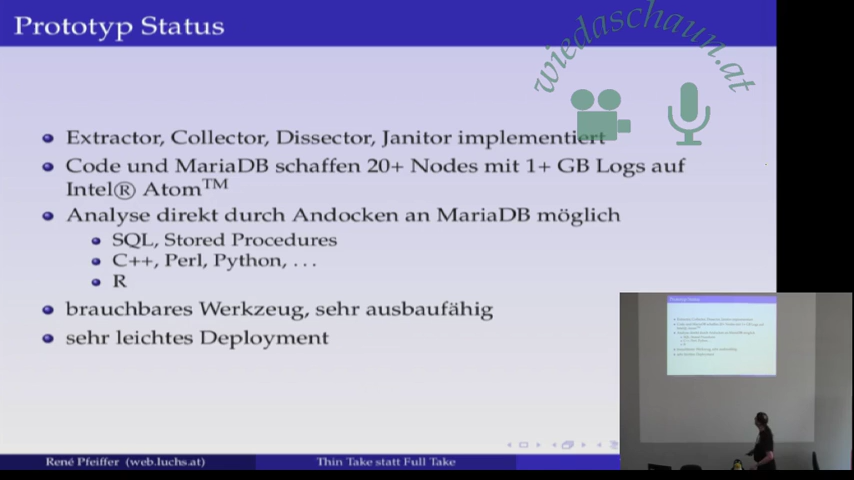 Prototyp Status
wiedaschaun.at
Extractor, Collector, Dissector, Janitor implementiert
Code und MariaDB schaffen 20+ Nodes mit 1+ GB Logs auf
Intel® Atom™
Analyse direkt durch Andocken an MariaDB möglich
SQL, Stored Procedures
C++, Perl, Python, ...
R
brauchbares Werkzeug, sehr ausbaufähig
sehr leichtes Deployment
Prototyp Status
René Pfeiffer (web.luchs.at)
Thin Take statt Full Take